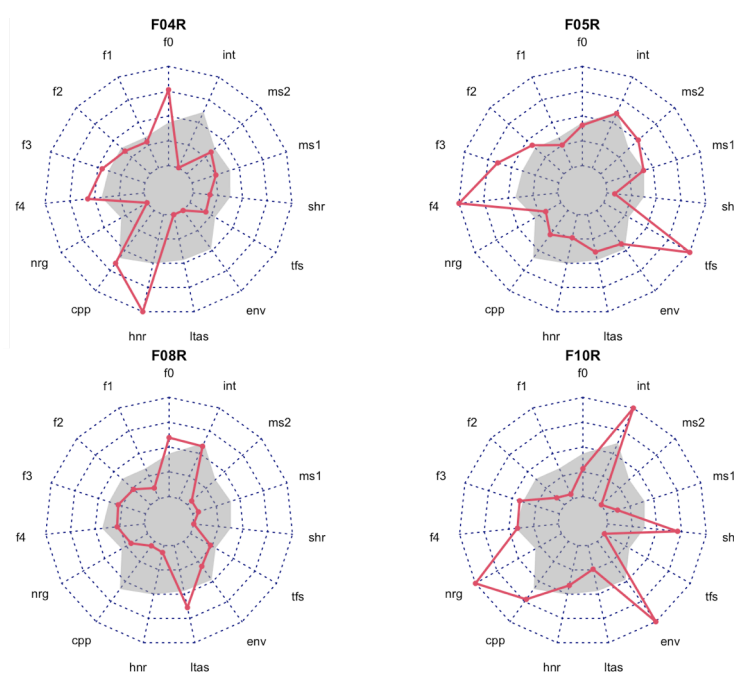 F04R
f0
f1
int
f2
ms2
f3
ms1
f4
shr
nrg
tfs
cpp
env
hnr
ltas
F05R
f0
f1
int
f2
ms2
f3
ms1
f4
sh
nrg
tfs
cpp
env
hnr
ltas
F08R
f0
f1
int
f2
ms2
f3
ms1
f4
shr
nrg
tfs
cpp
env
hnr
ltas
F10R
f0
f1
int
f2
ms2
f3
ms1
f4
sh
nrg
tfs
cpp
env
hnr
ltas